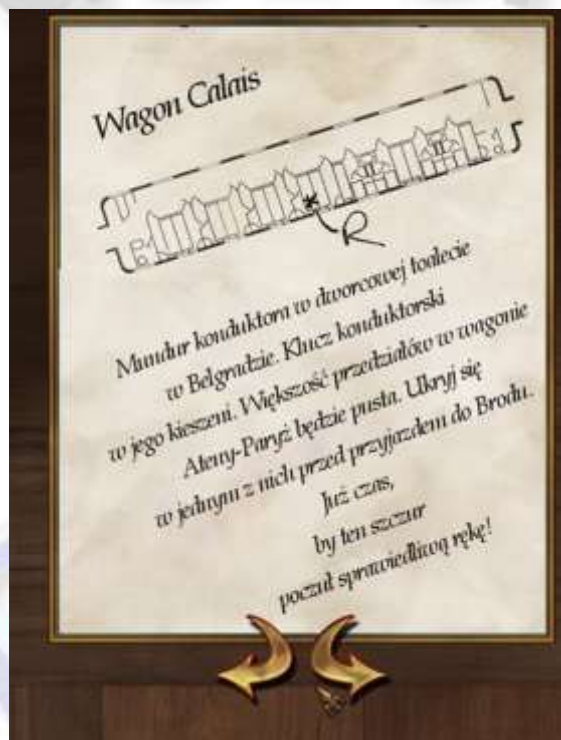 Wagon Calais
R
Mundur konduktora w dworcowej toalecie
w Belgradzie. Klucz konduktorski
w jego kieszeni. Większość przedziałów w wagonie
Ateny-Paryż będzie pusta. Ukryj się
w jednym z nich przed przyjazdem do Brodu.
Już czas,
by ten szczur
poczuł sprawiedliwą rękę!